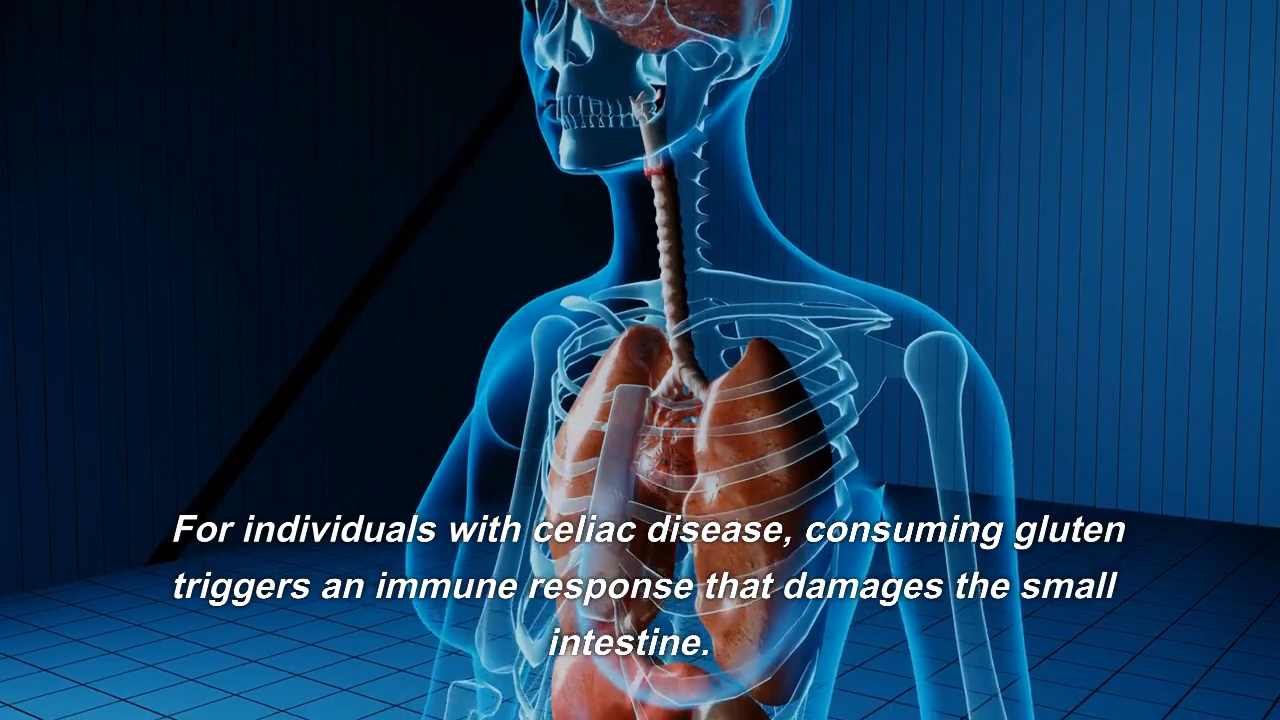 For individuals with celiac disease, consuming gluten
triggers an immune response that damages the small
intestine.